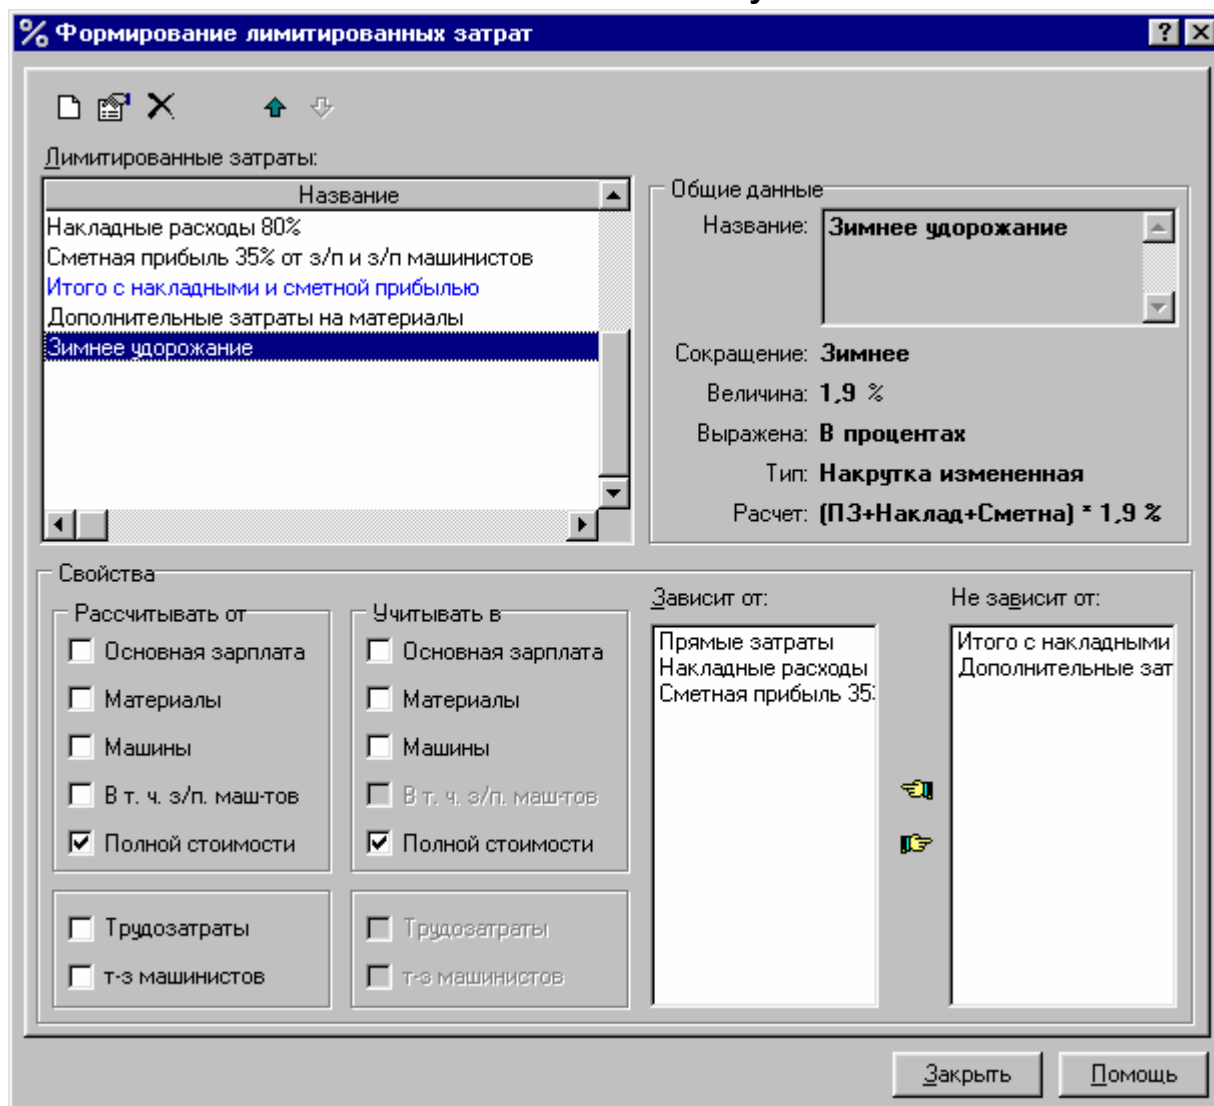 Формирование лимитированных затрат
Лимитированные затраты:
Название
Накладные расходы 80%
Сметная прибыль 35% от з/п и з/п машинистов
Итого с накладными и сметной прибылью
Дополнительные затраты на материалы
Зимнее удорожание
Общие данные
Название: Зимнее удорожание
Сокращение: Зимнее
Величина: 1,9 %
Выражена: В процентах
Тип: Накрутка измененная
Расчет: (ПЗ+Наклад+Сметна) * 1,9 %
Свойства
Рассчитывать от
Основная зарплата
Материалы
Машины
В т. ч. з/п. маш-тов
Полной стоимости
Трудозатраты
т-з машинистов
Учитывать в
Основная зарплата
Материалы
Машины
В т. ч. з/п. маш-тов
Полной стоимости
Трудозатраты
т-з машинистов
Зависит от:
Прямые затраты
Накладные расходы
Сметная прибыль 35
Не зависит от:
Итого с накладными
Дополнительные зат
Закрыть
Помощь